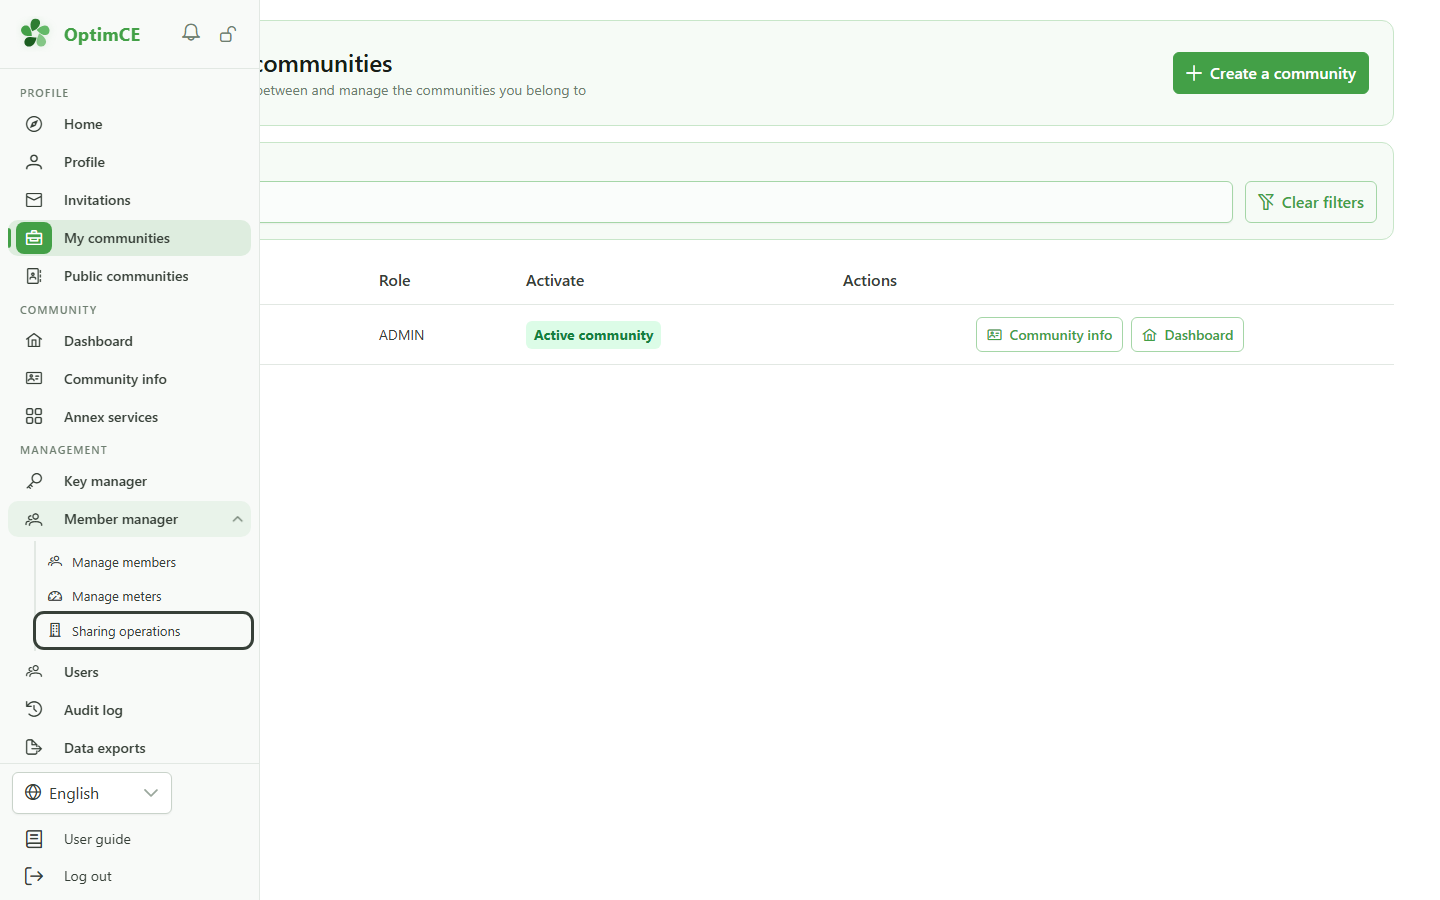 OptimCE
PROFILE
Home
Profile
Invitations
My communities
Public communities
COMMUNITY
Dashboard
Community info
Annex services
MANAGEMENT
Key manager
Member manager
Manage members
Manage meters
Sharing operations
Users
Audit log
Data exports
English
User guide
Log out
communities
between and manage the communities you belong to
Create a community
Clear filters
Role Activate Actions
ADMIN Active community Community info Dashboard